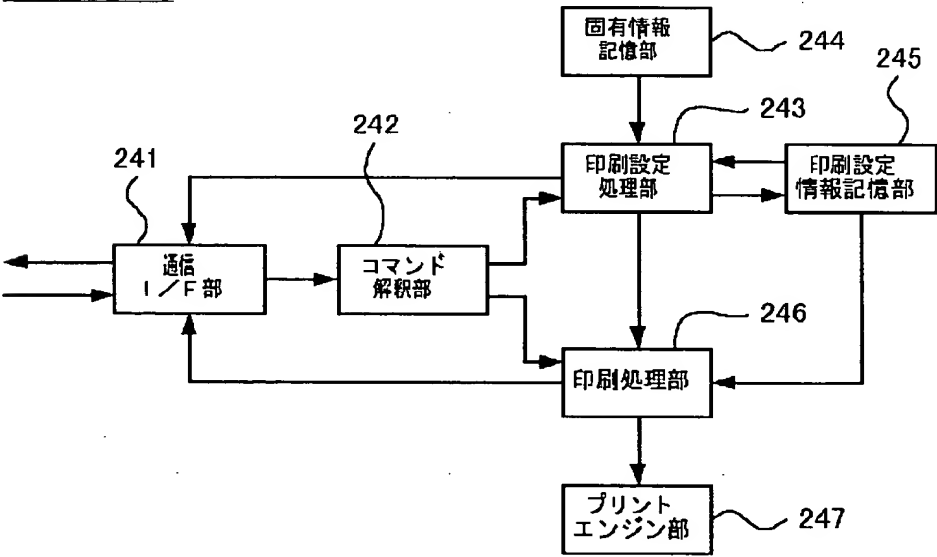 固有情報
記憶部
244
245
243
242
241
印刷設定
処理部
印刷設定
情報記憶部
通信
I/F部
コマンド
解釈部
246
印刷処理部
プリント
エンジン部
247